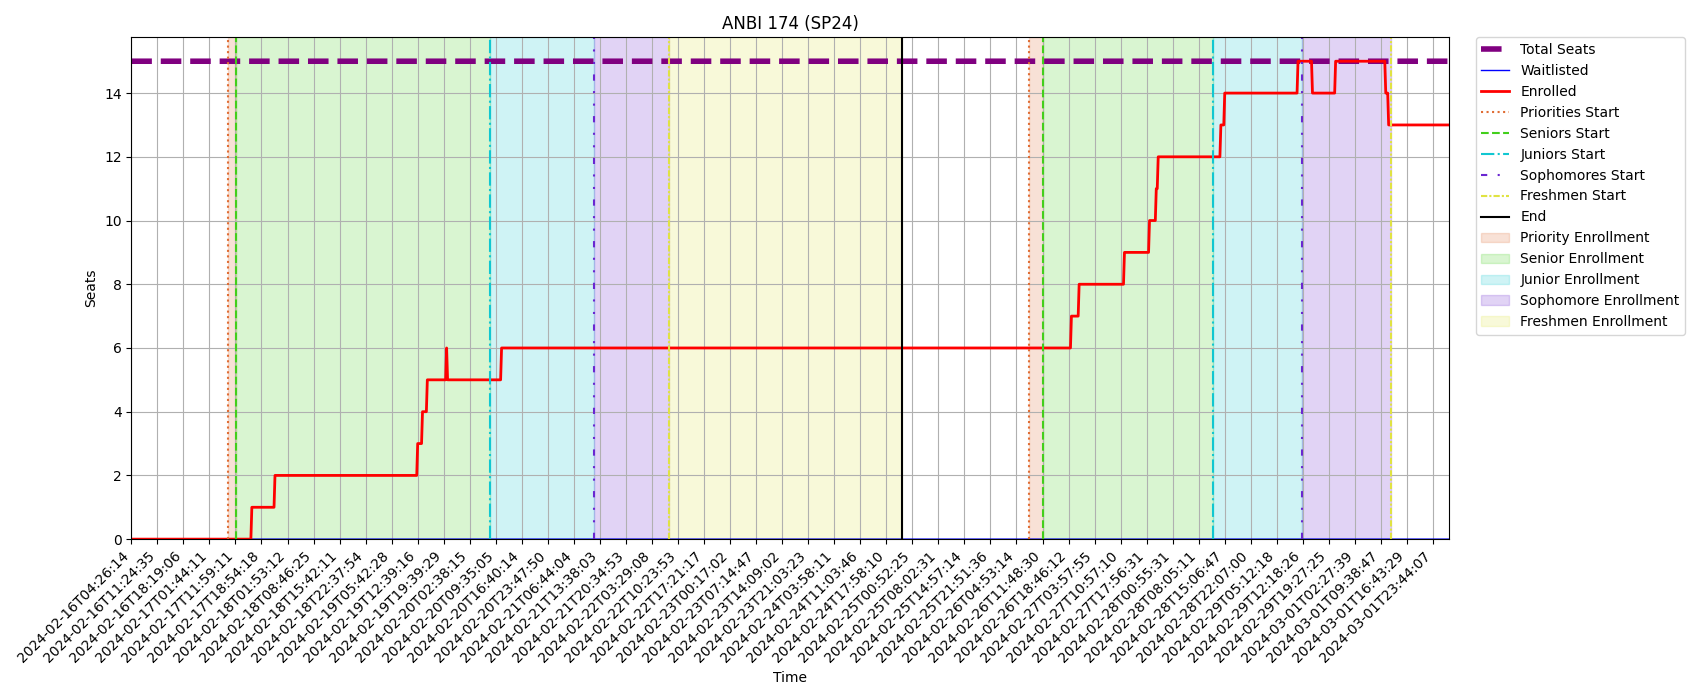 ANBI 174 (SP24)
Total Seats
Waitlisted
Enrolled
Priorities Start
Seniors Start
Juniors Start
Sophomores Start
Freshmen Start
End
Priority Enrollment
Senior Enrollment
Junior Enrollment
Sophomore Enrollment
Freshmen Enrollment
Seats
14
12
10
8
6
4
2
0
2024-02-16T04:26:14
2024-02-16T11:24:35
2024-02-16T18:19:06
2024-02-17T01:44:11
2024-02-17T11:59:11
2024-02-17T18:54:18
2024-02-18T01:53:12
2024-02-18T08:46:25
2024-02-18T15:42:11
2024-02-18T22:37:54
2024-02-19T05:42:28
2024-02-19T12:39:16
2024-02-19T19:39:29
2024-02-20T02:38:15
2024-02-20T09:35:05
2024-02-20T16:40:14
2024-02-20T23:47:50
2024-02-21T06:44:04
2024-02-21T13:38:03
2024-02-21T20:34:53
2024-02-22T03:29:08
2024-02-22T10:23:53
2024-02-22T17:21:17
2024-02-23T00:17:02
2024-02-23T07:14:47
2024-02-23T14:09:02
2024-02-23T21:03:23
2024-02-24T03:58:11
2024-02-24T11:03:46
2024-02-24T17:58:10
2024-02-25T00:52:25
2024-02-25T08:02:31
2024-02-25T14:57:14
2024-02-25T21:51:36
2024-02-26T04:53:14
2024-02-26T11:48:30
2024-02-26T18:46:12
2024-02-27T03:57:55
2024-02-27T10:57:10
2024-02-27T17:56:31
2024-02-28T00:55:31
2024-02-28T08:05:11
2024-02-28T15:06:47
2024-02-28T22:07:00
2024-02-29T05:12:18
2024-02-29T12:18:26
2024-02-29T19:27:25
2024-03-01T02:27:39
2024-03-01T09:38:47
2024-03-01T16:43:29
2024-03-01T23:44:07
Time